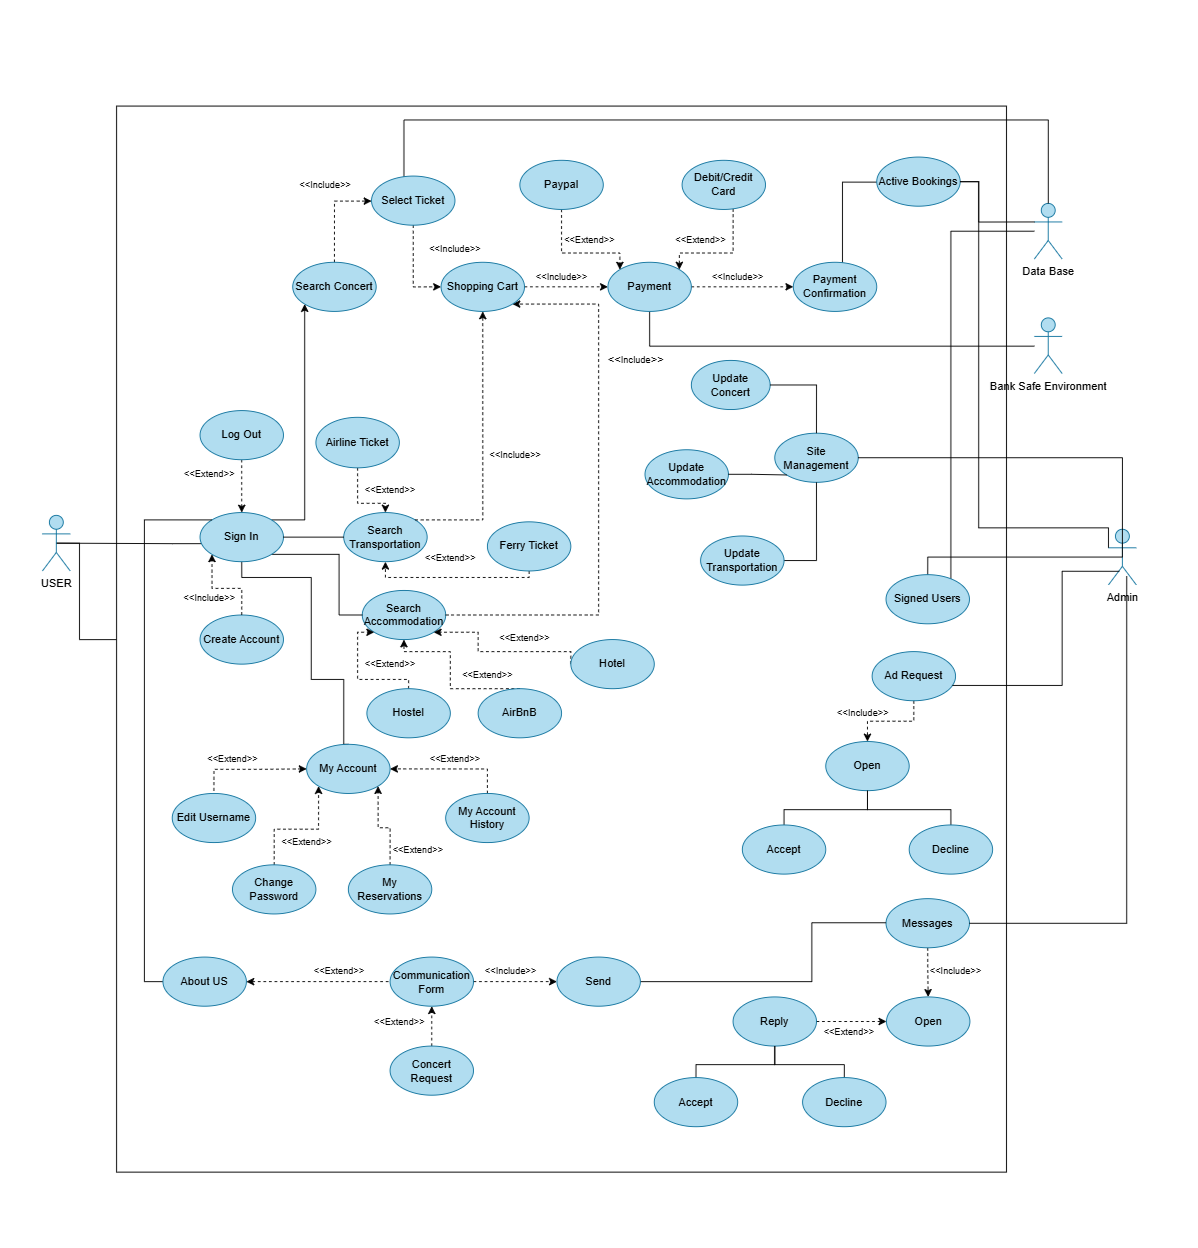 Paypal
Debit/Credit
Card
Active Bookings
<<Include>>
Select Ticket
<<Extend>>
<<Extend>>
<<Include>>
Data Base
Search Concert
Shopping Cart
<<Include>>
Payment
<<Include>>
Payment
Confirmation
<<Include>>
Update
Concert
Bank Safe Environment
Log Out
Airline Ticket
<<Include>>
Site
Management
<<Extend>>
<<Extend>>
Update
Accommodation
USER
Sign In
Search
Transportation
<<Extend>>
Ferry Ticket
Update
Transportation
<<Include>>
Search
Accommodation
Signed Users
Admin
Create Account
<<Extend>>
<<Extend>>
<<Extend>>
Hotel
Ad Request
Hostel
AirBnB
<<Include>>
<<Extend>>
My Account
<<Extend>>
Open
Edit Username
My Account
History
<<Extend>>
<<Extend>>
Accept
Decline
Change
Password
My
Reservations
Messages
About US
<<Extend>>
Communication
Form
<<Include>>
Send
<<Include>>
<<Extend>>
Reply
<<Extend>>
Open
Concert
Request
Accept
Decline